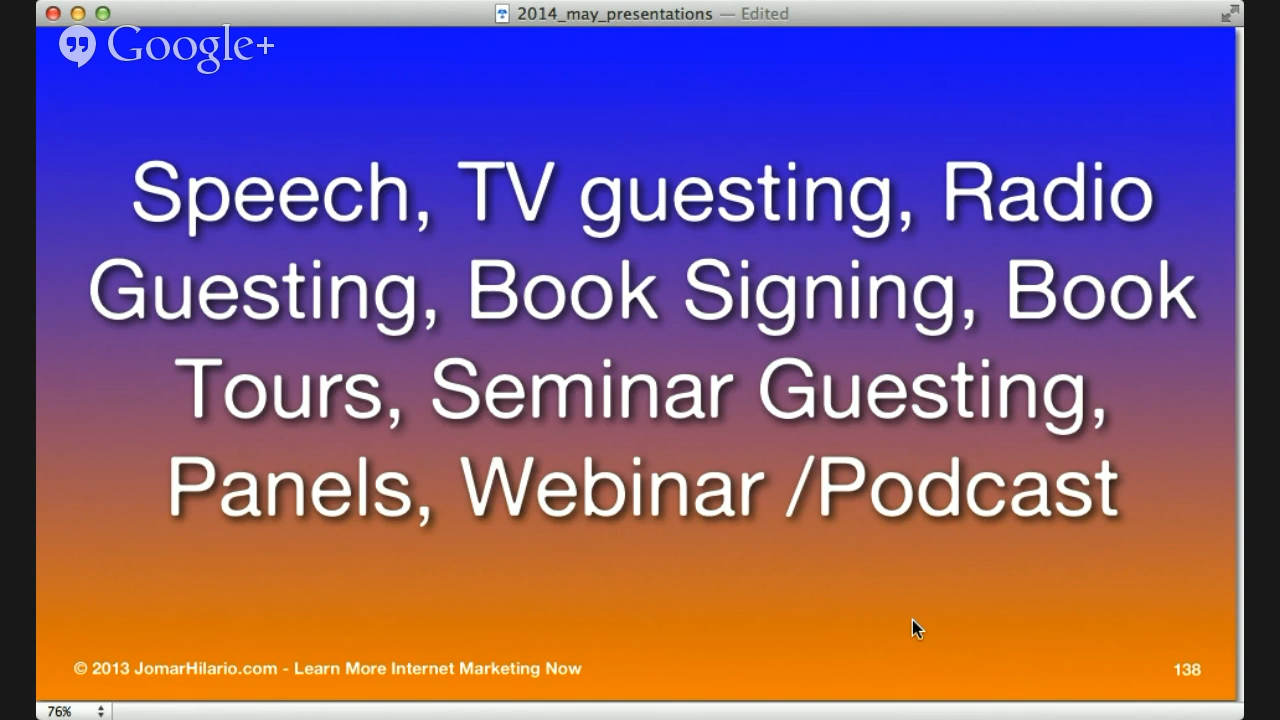 2014_may_presentations — Edited
Google+
Speech, TV guesting, Radio
Guesting, Book Signing, Book
Tours, Seminar Guesting,
Panels, Webinar /Podcast
© 2013 JomarHilario.com - Learn More Internet Marketing Now
138
76%